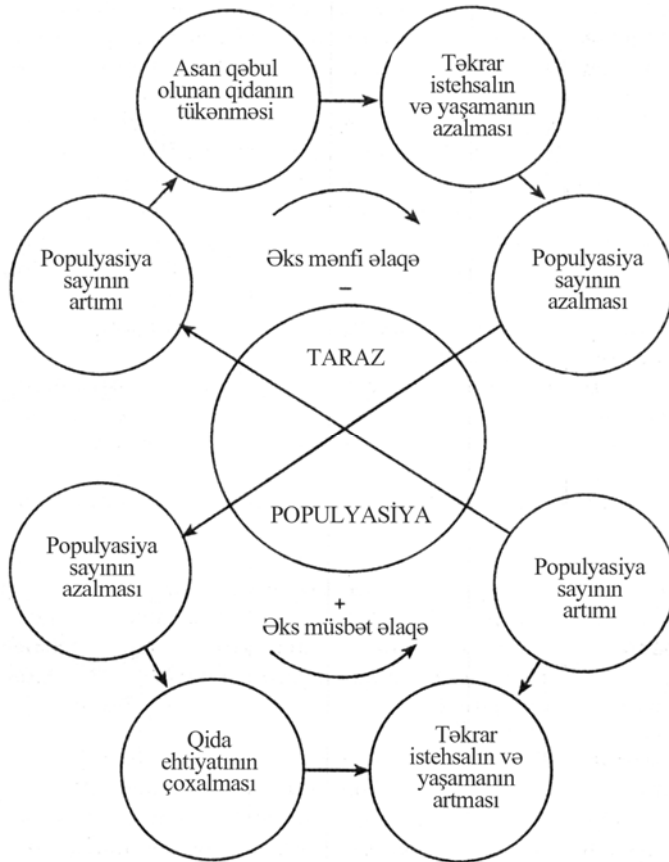 Asan qəbul
olunan qidanın
tükənməsi
Təkrar
istehsalın
və yaşamanın
azalması
Populyasiya
sayının
artımı
Əks mənfi əlaqə
–
Populyasiya
sayının
azalması
TARAZ
POPULYASİYA
Populyasiya
sayının
azalması
Populyasiya
sayının
artımı
+
Əks müsbət əlaqə
Qida
ehtiyatının
çoxalması
Təkrar
istehsalın və
yaşamanın
artması